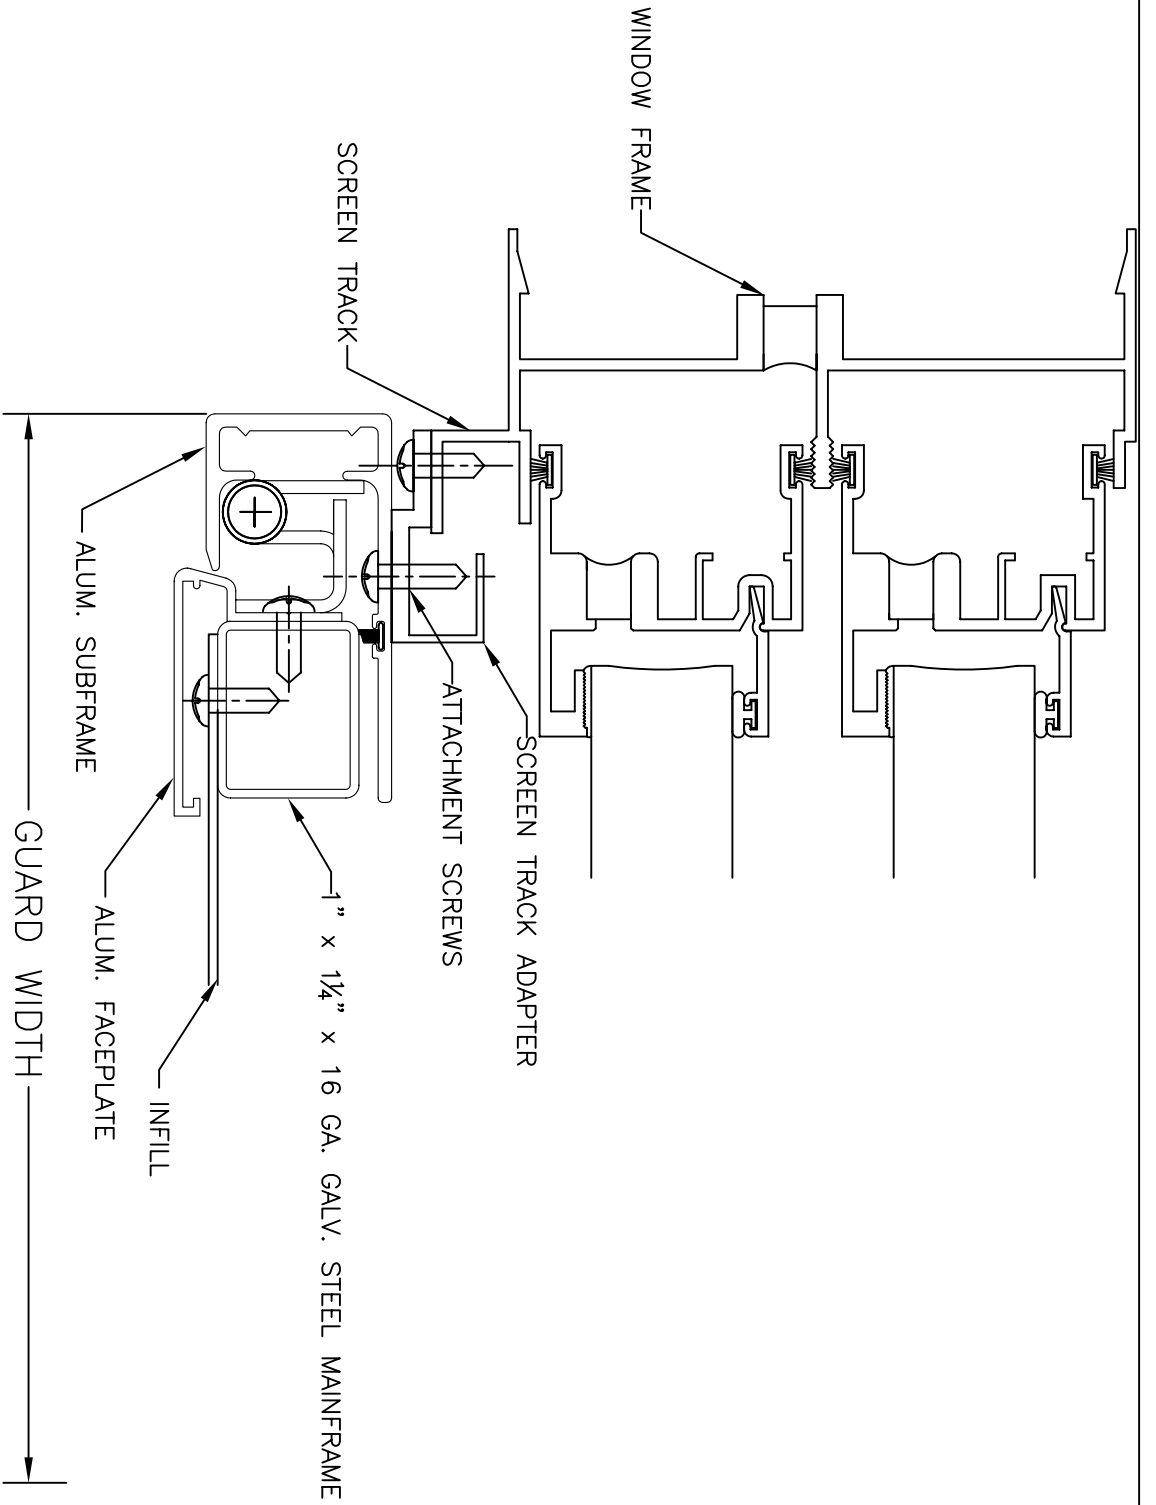 WINDOW FRAME
SCREEN TRACK
SCREEN TRACK ADAPTER
ATTACHMENT SCREWS
1" x 1¼" x 16 GA. GALV. STEEL MAINFRAME
INFILL
ALUM. FACEPLATE
ALUM. SUBFRAME
GUARD WIDTH